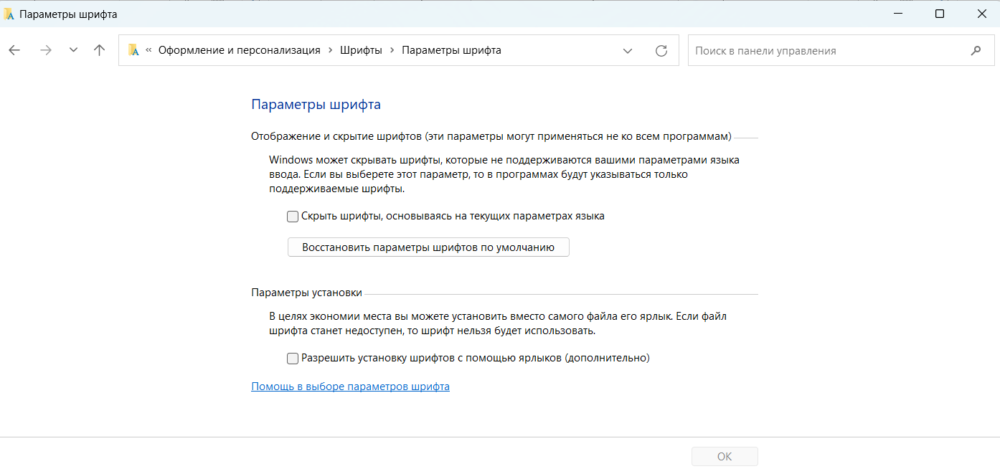 Параметры шрифта
« Оформление и персонализация > Шрифты > Параметры шрифта
Поиск в панели управления
Параметры шрифта
Отображение и скрытие шрифтов (эти параметры могут применяться не ко всем программам)
Windows может скрывать шрифты, которые не поддерживаются вашими параметрами языка
ввода. Если вы выберете этот параметр, то в программах будут указываться только
поддерживаемые шрифты.
Скрыть шрифты, основываясь на текущих параметрах языка
Восстановить параметры шрифтов по умолчанию
Параметры установки
В целях экономии места вы можете установить вместо самого файла его ярлык. Если файл
шрифта станет недоступен, то шрифт нельзя будет использовать.
Разрешить установку шрифтов с помощью ярлыков (дополнительно)
Помощь в выборе параметров шрифта
OK